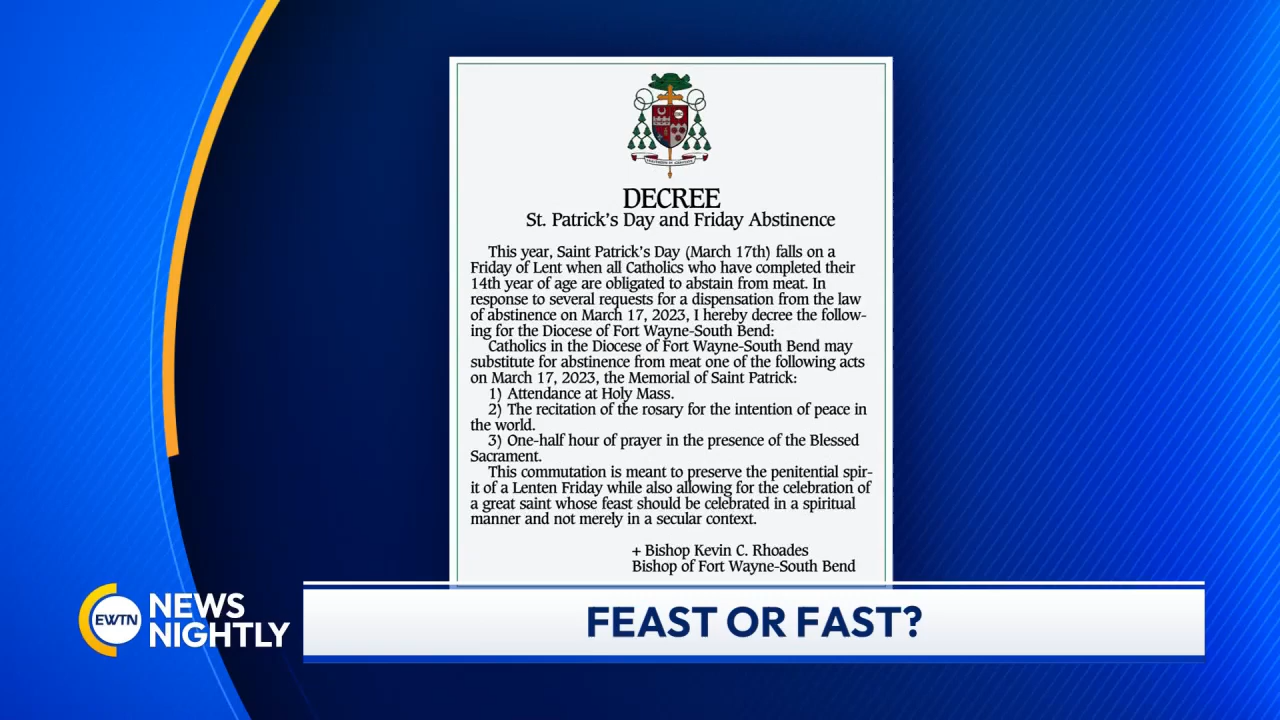 DECREE
St. Patrick's Day and Friday Abstinence
This year, Saint Patrick's Day (March 17th) falls on a
Friday of Lent when all Catholics who have completed their
14th year of age are obligated to abstain from meat. In
response to several requests for a dispensation from the law
of abstinence on March 17, 2023, I hereby decree the follow-
ing for the Diocese of Fort Wayne-South Bend:
Catholics in the Diocese of Fort Wayne-South Bend may
substitute for abstinence from meat one of the following acts
on March 17, 2023, the Memorial of Saint Patrick:
1) Attendance at Holy Mass.
2) The recitation of the rosary for the intention of peace in
the world.
3) One-half hour of prayer in the presence of the Blessed
Sacrament.
This commutation is meant to preserve the penitential spir-
it of a Lenten Friday while also allowing for the celebration of
a great saint whose feast should be celebrated in a spiritual
manner and not merely in a secular context.
+ Bishop Kevin C. Rhoades
Bishop of Fort Wayne-South Bend
EWTN
NEWS
NIGHTLY
FEAST OR FAST?